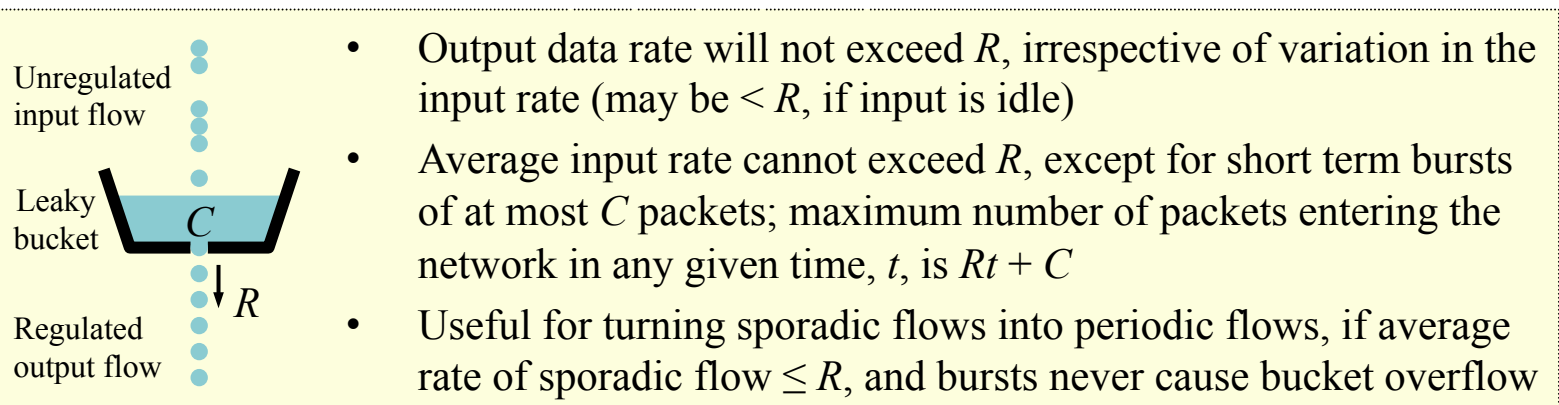 Unregulated
input flow
Leaky
bucket
C
R
Regulated
output flow
• Output data rate will not exceed R, irrespective of variation in the
input rate (may be < R, if input is idle)
• Average input rate cannot exceed R, except for short term bursts
of at most C packets; maximum number of packets entering the
network in any given time, t, is Rt + C
• Useful for turning sporadic flows into periodic flows, if average
rate of sporadic flow ≤ R, and bursts never cause bucket overflow